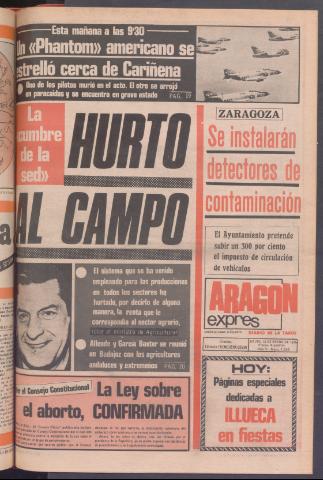 Esta mañana a las 9'30
Un «Phantom» americano se
estrelló cerca de Cariñena
Uno de los pilotos murió en el acto. El otro se arrojó
en paracaídas y se encuentra en grave estado PAG.
La
«cumbre
de la
sed»
HURTO
AL CAMPO
El sistema que se ha venido
empleando para las producciones
en todos los sectores ha
hurtado, por decirlo de alguna
manera, la renta que le
correspondía al sector agrario,
Allende y García Baxter se reunió
en Badajoz con los agricultores
andaluces y extremeños PAG. 20
ZARAGOZA
Se instalarán
detectores de
contaminación
El Ayuntamiento pretende
subir un 300 por ciento
el impuesto de circulación
de vehículos
ARAGON
expres
DIARIO DE LA TARDE
HOY:
Páginas especiales
dedicadas a
ILLUECA
en fiestas
el Consejo Constitucional
La Ley sobre
el aborto, CONFIRMADA